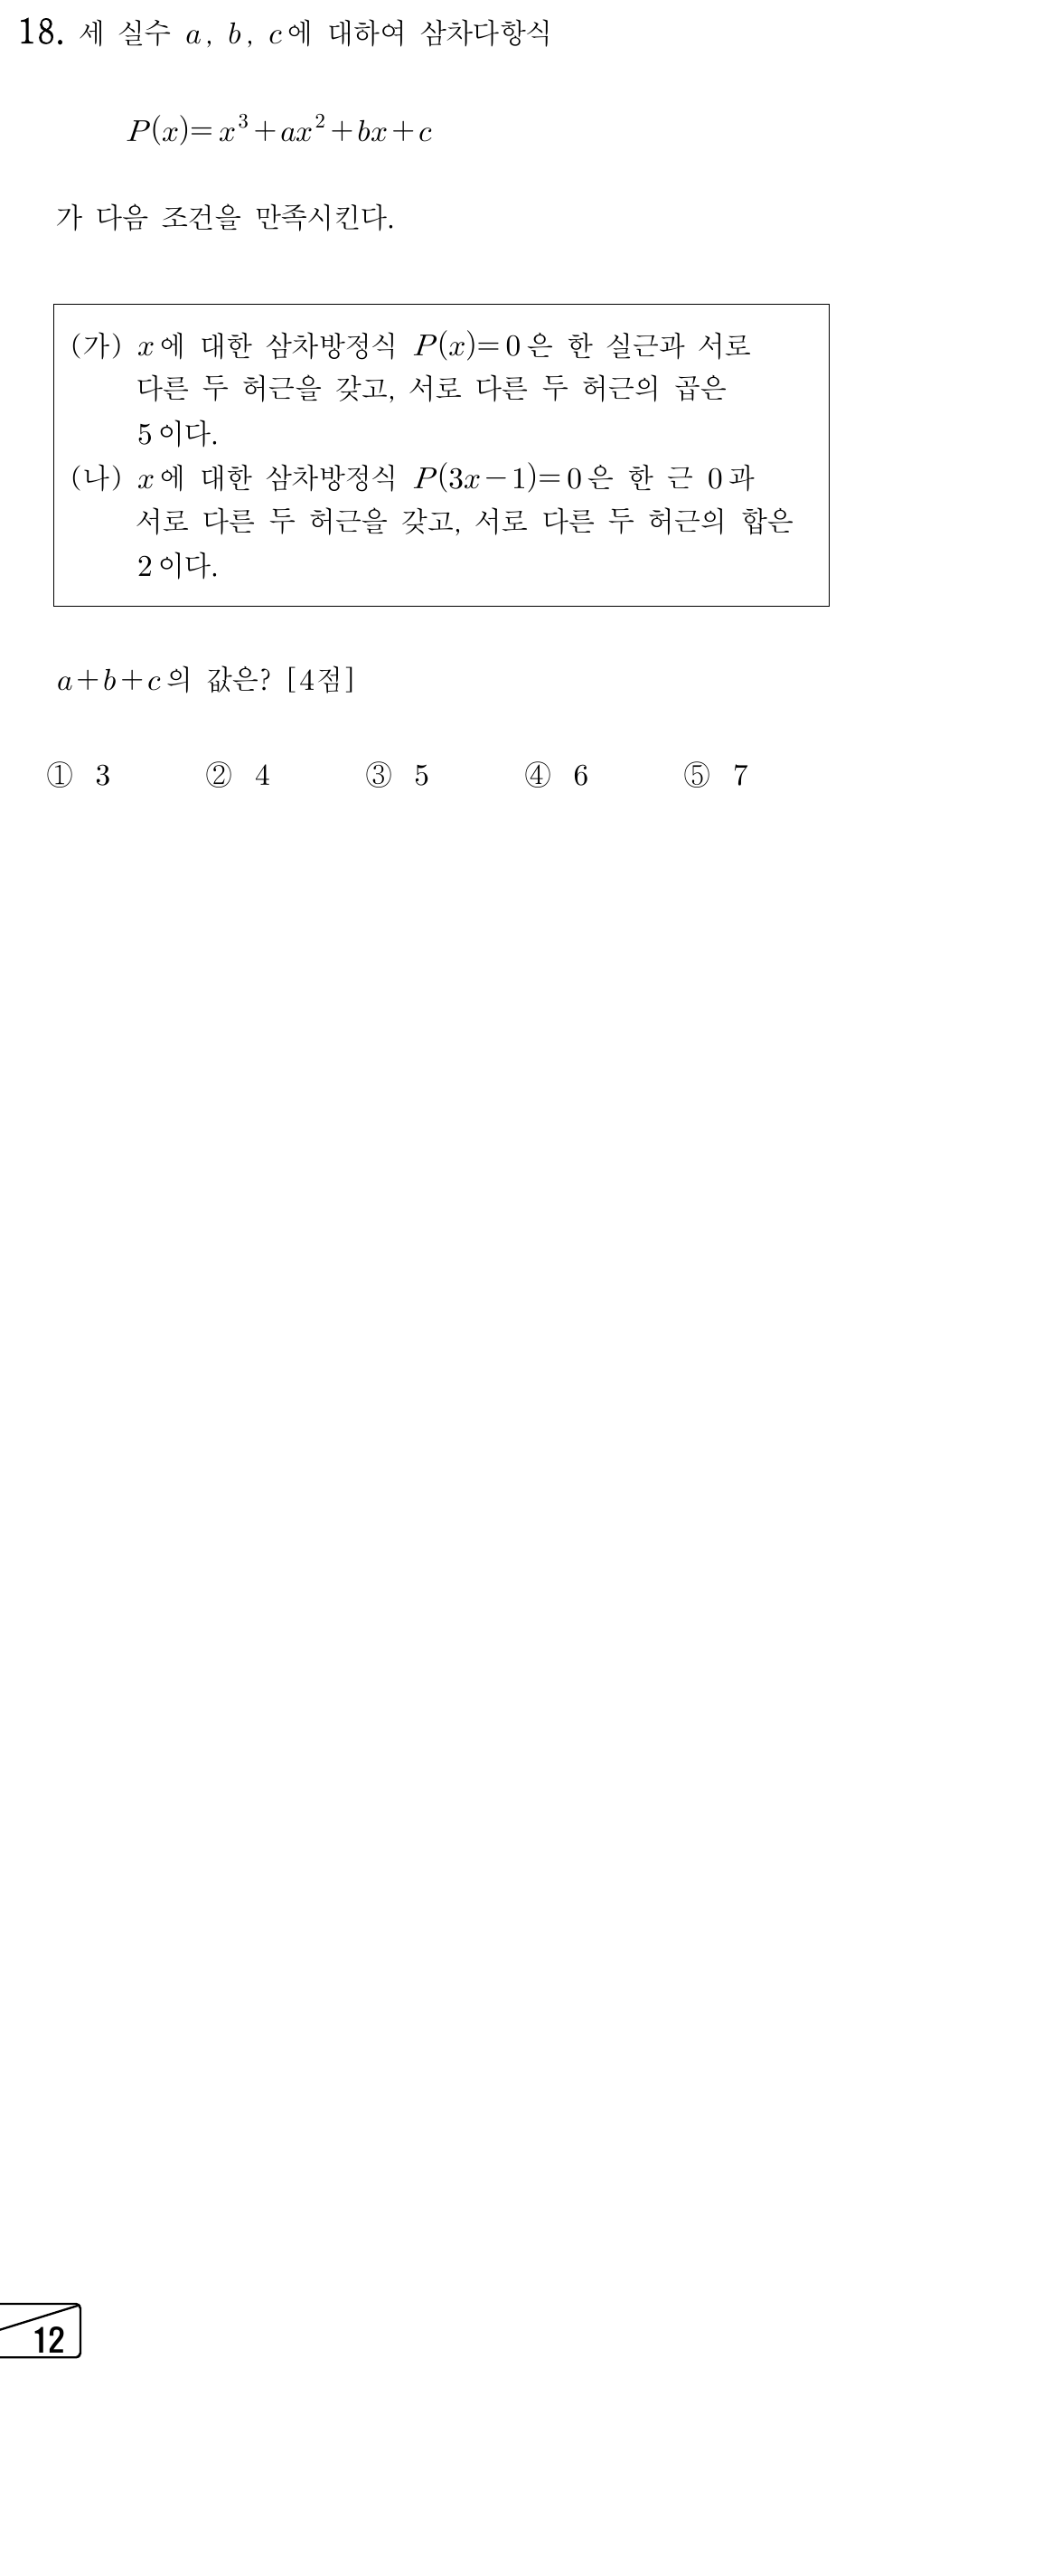 18. 세 실수 a, b, c에 대하여 삼차다항식
P(x)=x³+ax²+bx+c
가 다음 조건을 만족시킨다.
(가) x에 대한 삼차방정식 P(x)=0은 한 실근과 서로
다른 두 허근을 갖고, 서로 다른 두 허근의 곱은
5이다.
(나) x에 대한 삼차방정식 P(3x-1)=0은 한 근 0과
서로 다른 두 허근을 갖고, 서로 다른 두 허근의 합은
2이다.
a+b+c의 값은? [4점]
① 3 ② 4 ③ 5 ④ 6 ⑤ 7
12